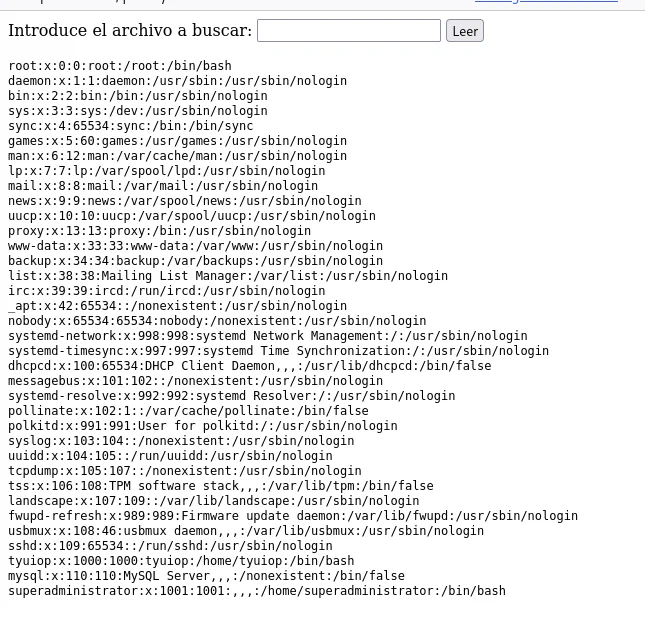 Introduce el archivo a buscar:
Leer
root:x:0:0:root:/root:/bin/bash
daemon:x:1:1:daemon:/usr/sbin:/usr/sbin/nologin
bin:x:2:2:bin:/bin:/usr/sbin/nologin
sys:x:3:3:sys:/dev:/usr/sbin/nologin
sync:x:4:65534:sync:/bin:/bin/sync
games:x:5:60:games:/usr/games:/usr/sbin/nologin
man:x:6:12:man:/var/cache/man:/usr/sbin/nologin
lp:x:7:7:lp:/var/spool/lpd:/usr/sbin/nologin
mail:x:8:8:mail:/var/mail:/usr/sbin/nologin
news:x:9:9:news:/var/spool/news:/usr/sbin/nologin
uucp:x:10:10:uucp:/var/spool/uucp:/usr/sbin/nologin
proxy:x:13:13:proxy:/bin:/usr/sbin/nologin
www-data:x:33:33:www-data:/var/www:/usr/sbin/nologin
backup:x:34:34:backup:/var/backups:/usr/sbin/nologin
list:x:38:38:Mailing List Manager:/var/list:/usr/sbin/nologin
irc:x:39:39:ircd:/run/ircd:/usr/sbin/nologin
_apt:x:42:65534::/nonexistent:/usr/sbin/nologin
nobody:x:65534:65534:nobody:/nonexistent:/usr/sbin/nologin
systemd-network:x:998:998:systemd Network Management:/:/usr/sbin/nologin
systemd-timesync:x:997:997:systemd Time Synchronization:/:/usr/sbin/nologin
dhcpcd:x:100:65534:DHCP Client Daemon,,,:/usr/lib/dhcpcd:/bin/false
messagebus:x:101:102::/nonexistent:/usr/sbin/nologin
systemd-resolve:x:992:992:systemd Resolver:/:/usr/sbin/nologin
pollinate:x:102:1::/var/cache/pollinate:/bin/false
polkitd:x:991:991:User for polkitd:/:/usr/sbin/nologin
syslog:x:103:104::/nonexistent:/usr/sbin/nologin
uuidd:x:104:105::/run/uuidd:/usr/sbin/nologin
tcpdump:x:105:107::/nonexistent:/usr/sbin/nologin
tss:x:106:108:TPM software stack,,,:/var/lib/tpm:/bin/false
landscape:x:107:109::/var/lib/landscape:/usr/sbin/nologin
fwupd-refresh:x:989:989:Firmware update daemon:/var/lib/fwupd:/usr/sbin/nologin
usbmux:x:108:46:usbmux daemon,,,:/var/lib/usbmux:/usr/sbin/nologin
sshd:x:109:65534::/run/sshd:/usr/sbin/nologin
tyuiop:x:1000:1000:tyuiop:/home/tyuiop:/bin/bash
mysql:x:110:110:MySQL Server,,,:/nonexistent:/bin/false
superadministrator:x:1001:1001:,,,:/home/superadministrator:/bin/bash